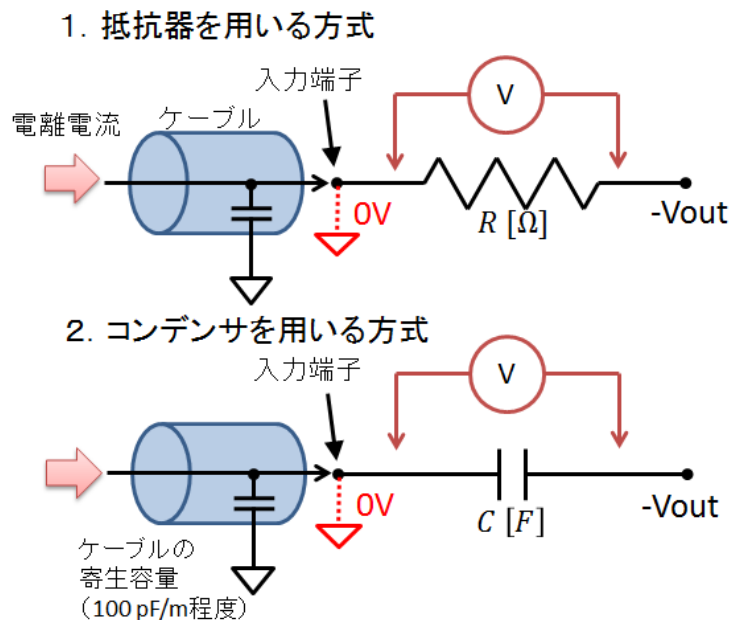 1. 抵抗器を用いる方式
入力端子
電離電流
ケーブル
V
0V
R [Ω]
-Vout
2. コンデンサを用いる方式
入力端子
V
0V
C [F]
-Vout
ケーブルの
寄生容量
(100 pF/m程度)